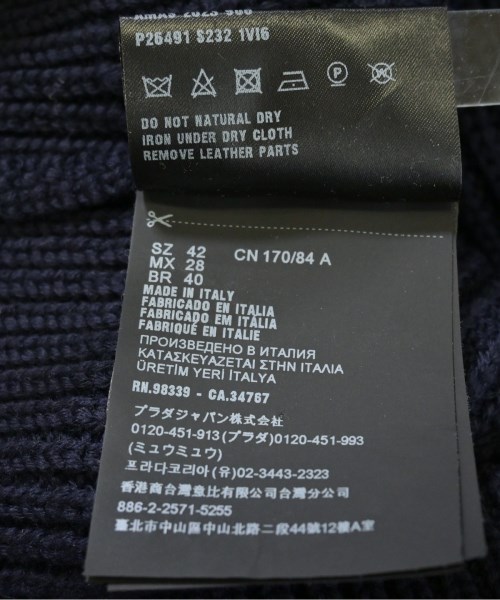 P26491 S232 1VI6
DO NOT NATURAL DRY
IRON UNDER DRY CLOTH
REMOVE LEATHER PARTS
SZ 42 CN 170/84 A
MX 28
BR 40
MADE IN ITALY
FABRICADO EN ITALIA
FABRICADO EM ITÁLIA
FABRIQUÉ EN ITALIE
ПРОИЗВЕДЕНО В ИТАЛИЯ
ΚΑΤΑΣΚΕΥΑΖΕΤΑΙ ΣΤΗΝ ΙΤΑΛΙΑ
ÜRETİM YERİ İTALYA
RN.98339 - CA.34767
プラダジャパン株式会社
0120-451-913(プラダ)0120-451-993
(ミュウミュウ)
프라다코리아(유)02-3443-2323
香港商台灣普比有限公司台灣分公司
886-2-2571-5255
臺北市中山區中山北路二段44號12樓A室